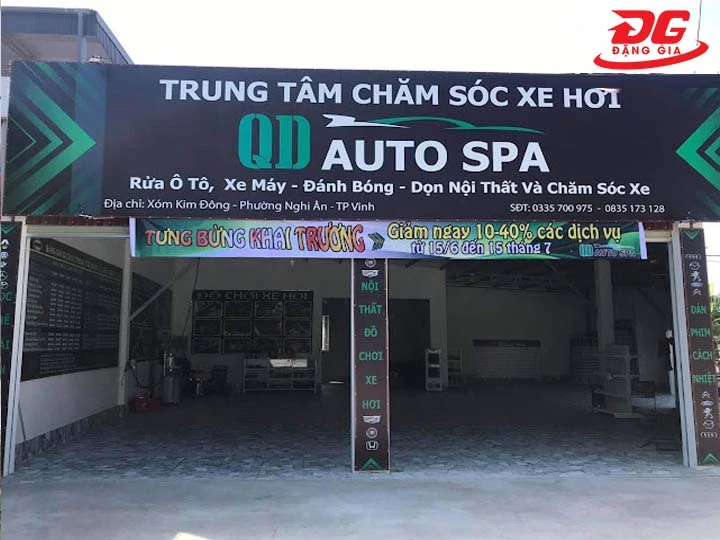 ĐG
ĐẶNG GIA
TRUNG TÂM CHĂM SÓC XE HƠI
QD AUTO SPA
Rửa Ô Tô, Xe Máy - Đánh Bóng - Dọn Nội Thất Và Chăm Sóc Xe
Địa chỉ: Xóm Kim Đông - Phường Nghi Ân - TP Vinh
SĐT: 0335 700 975 - 0835 173 128
TƯNG BỪNG KHAI TRƯƠNG
Giảm ngay 10-40% các dịch vụ
từ 15/6 đến 15 tháng 7
QD AUTO SPA
ĐỒ CHƠI XE HƠI
NỘI
THẤT
ĐỒ
CHƠI
XE
HƠI
DÁN
PHIM
CÁCH
NHIỆT